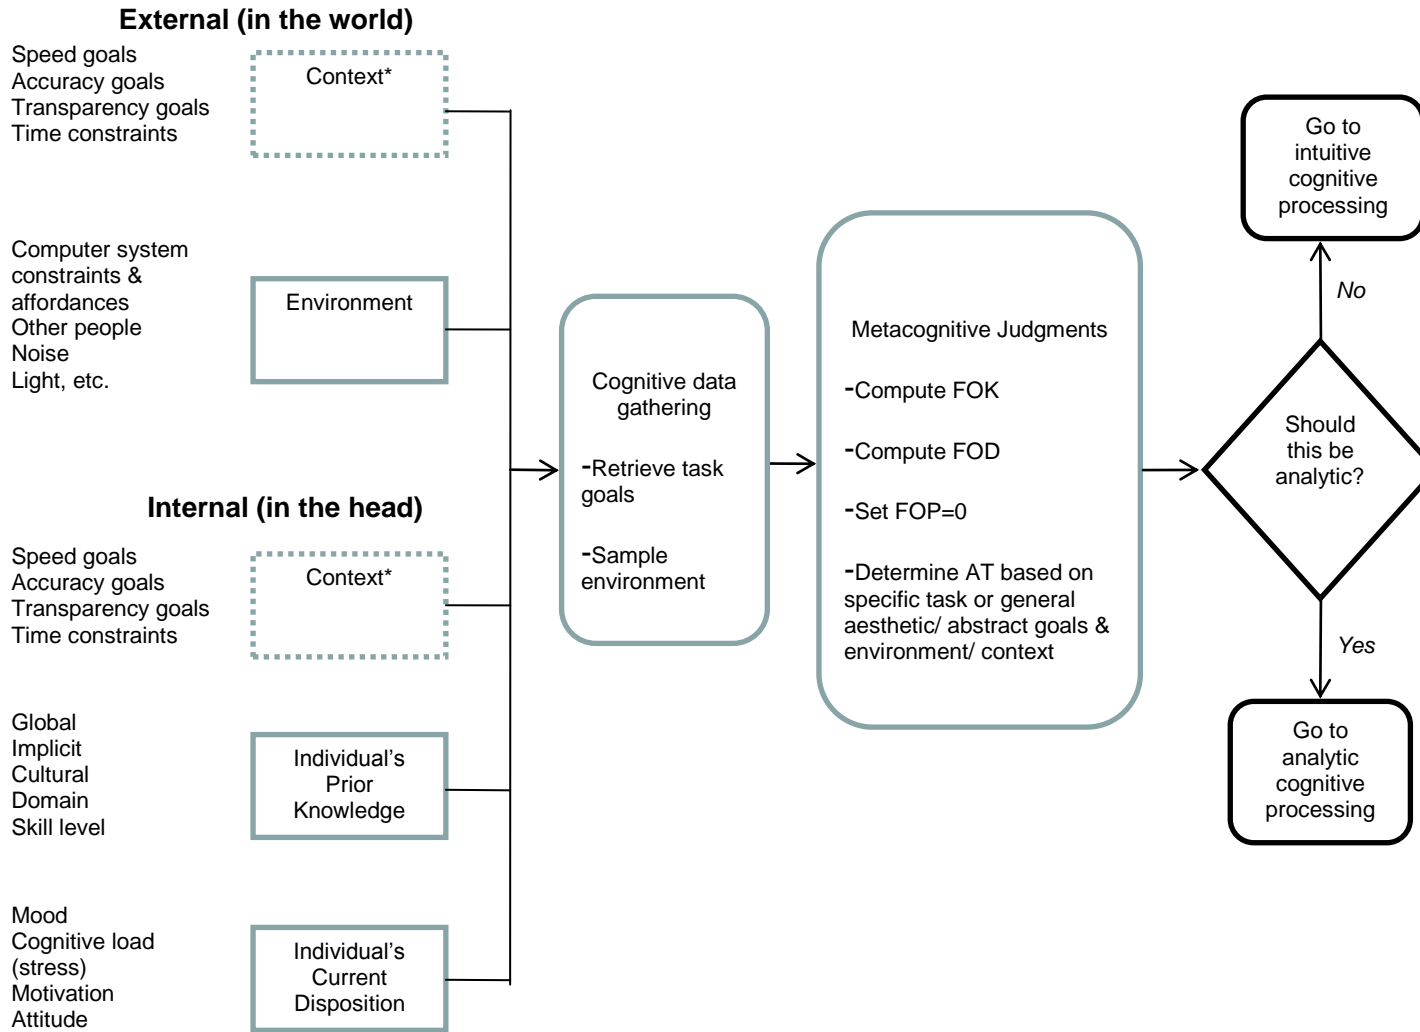 External (in the world)
Speed goals
Accuracy goals
Transparency goals
Time constraints
Context*
Computer system
constraints &
affordances
Other people
Noise
Light, etc.
Environment
Internal (in the head)
Speed goals
Accuracy goals
Transparency goals
Time constraints
Context*
Global
Implicit
Cultural
Domain
Skill level
Individual's
Prior
Knowledge
Mood
Cognitive load
(stress)
Motivation
Attitude
Individual's
Current
Disposition
Cognitive data
gathering
-Retrieve task
goals
-Sample
environment
Metacognitive Judgments
-Compute FOK
-Compute FOD
-Set FOP=0
-Determine AT based on
specific task or general
aesthetic/ abstract goals &
environment/ context
Go to
intuitive
cognitive
processing
No
Should
this be
analytic?
Yes
Go to
analytic
cognitive
processing